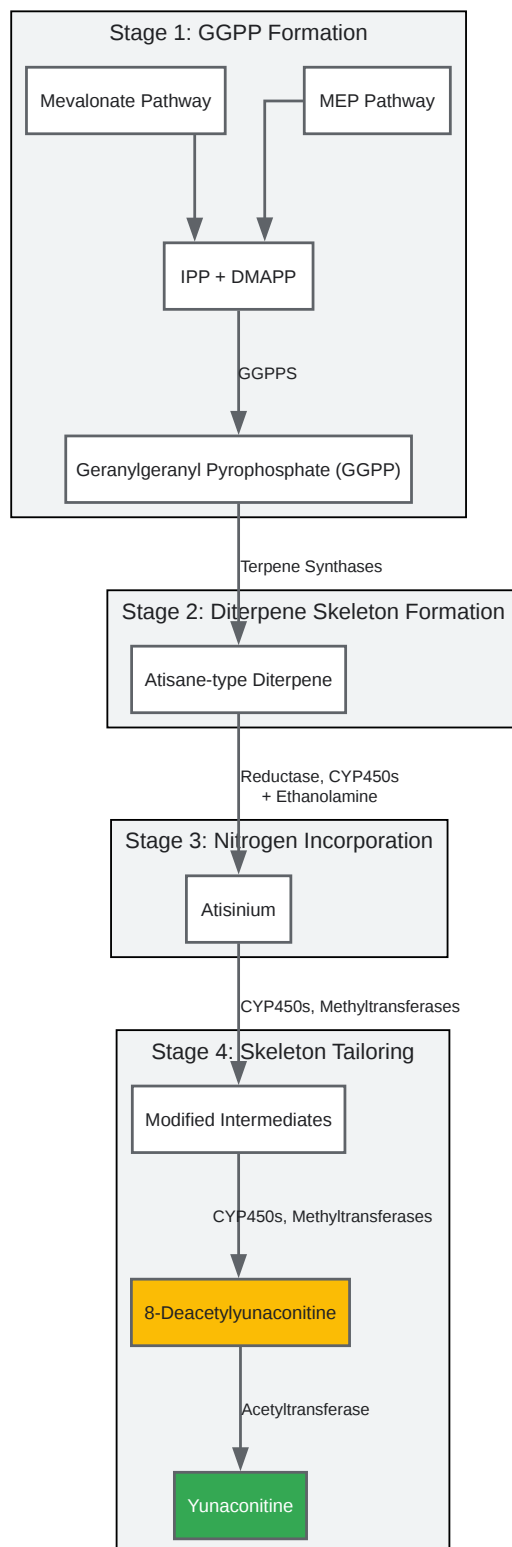 Stage 1: GGPP Formation
Mevalonate Pathway
MEP Pathway
IPP + DMAPP
GGPPS
Geranylgeranyl Pyrophosphate (GGPP)
Terpene Synthases
Stage 2: Diterpene Skeleton Formation
Atisane-type Diterpene
Reductase, CYP450s
+ Ethanolamine
Stage 3: Nitrogen Incorporation
Atisinium
CYP450s, Methyltransferases
Stage 4: Skeleton Tailoring
Modified Intermediates
CYP450s, Methyltransferases
8-Deacetylyunaconitine
Acetyltransferase
Yunaconitine